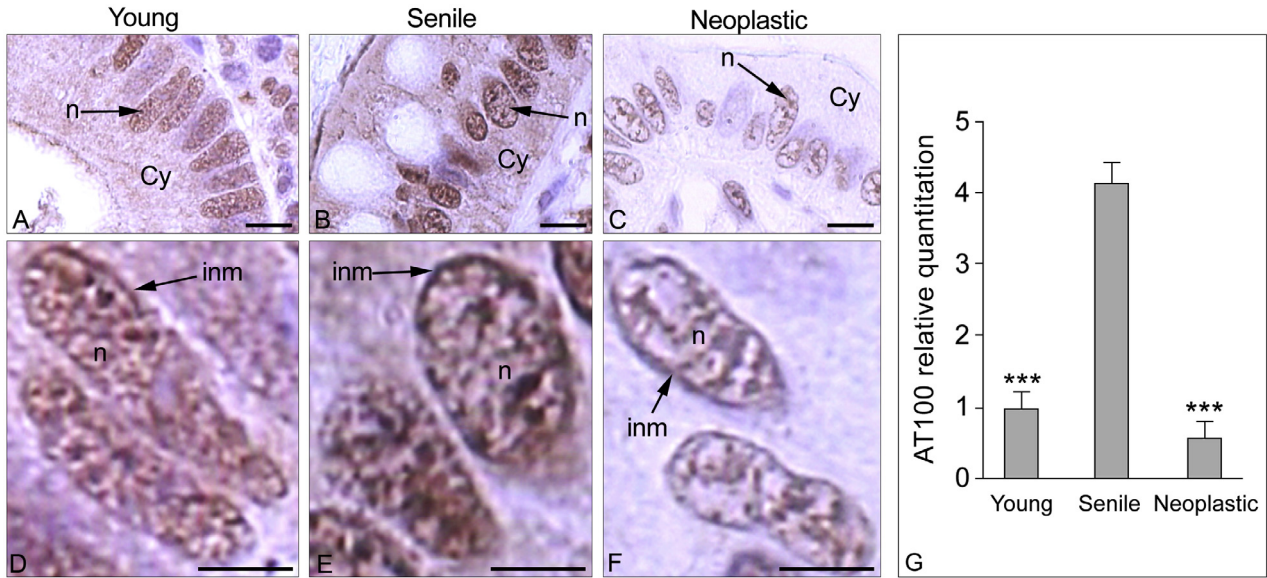 Young
Senile
Neoplastic
n
Cy
A
n
Cy
B
n
Cy
C
inm
n
D
inm
n
E
n
inm
F
AT100 relative quantitation
5
4
3
2
1
0
***
***
Young Senile Neoplastic
G